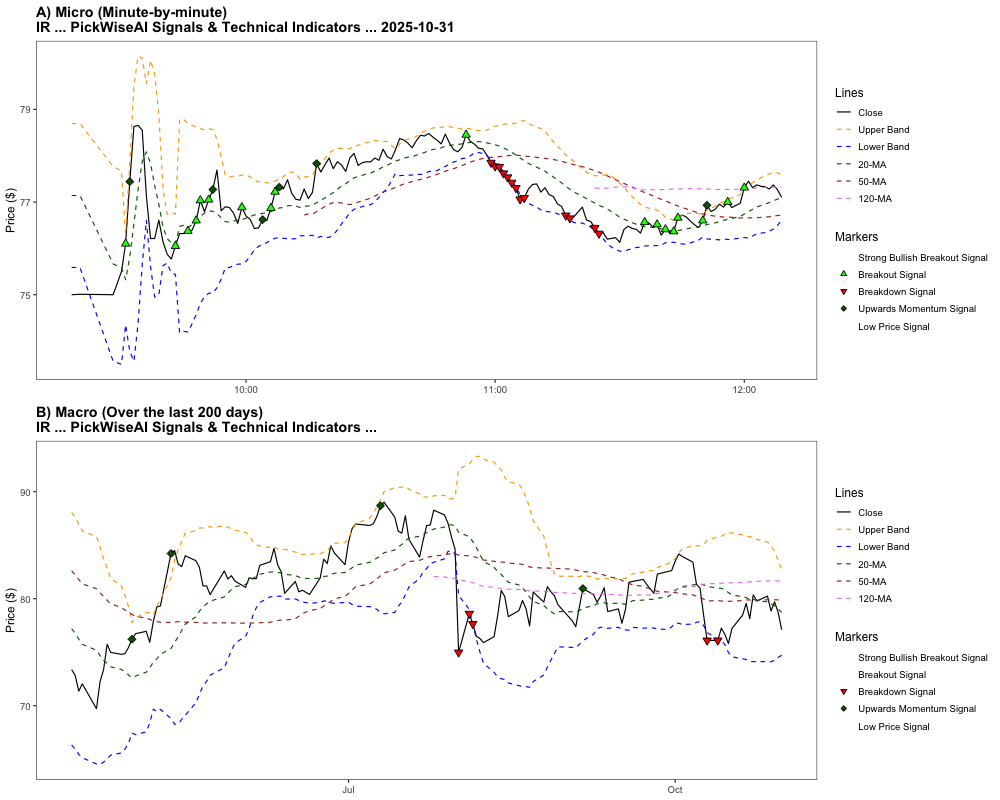 A) Micro (Minute-by-minute)
IR ... PickWiseAI Signals & Technical Indicators ... 2025-10-31
Price ($)
79
77
75
10:00
11:00
12:00
Lines
Close
Upper Band
Lower Band
20-MA
50-MA
120-MA
Markers
Strong Bullish Breakout Signal
Breakout Signal
Breakdown Signal
Upwards Momentum Signal
Low Price Signal
B) Macro (Over the last 200 days)
IR ... PickWiseAI Signals & Technical Indicators ...
Price ($)
90
80
70
Jul
Oct
Lines
Close
Upper Band
Lower Band
20-MA
50-MA
120-MA
Markers
Strong Bullish Breakout Signal
Breakout Signal
Breakdown Signal
Upwards Momentum Signal
Low Price Signal